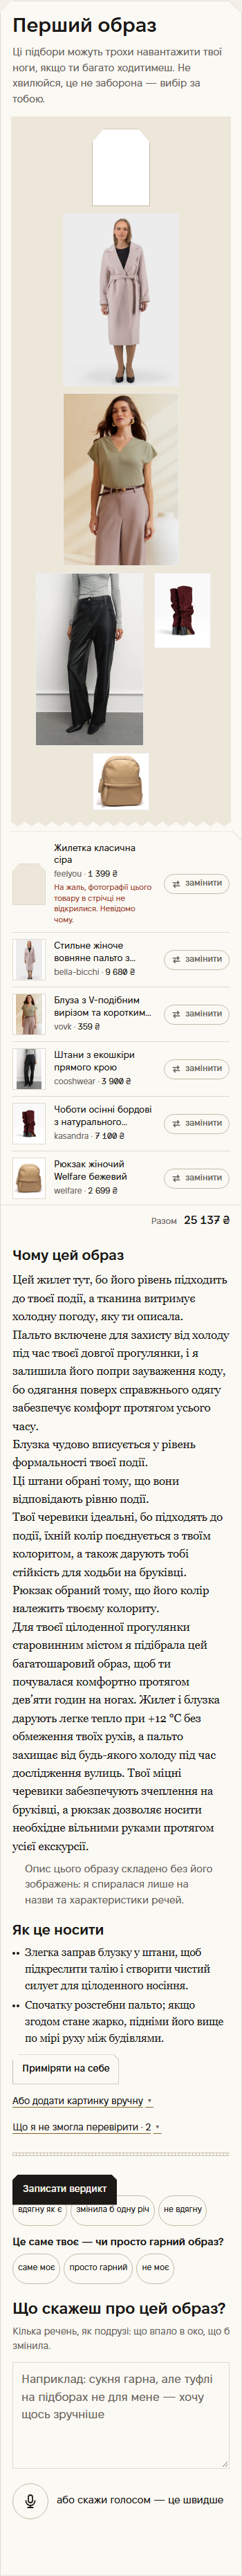 Перший образ
Ці підбори можуть трохи навантажити твої
ноги, якщо ти багато ходитимеш. Не
хвилюйся, це не заборона — вибір за
тобою.
Жилетка класична
сіра
feelyou · 1 399 ₴
На жаль, фотографії цього
товару в стрічці не
відкрилися. Невідомо
чому.
замінити
Стильне жіноче
вовняне пальто з...
bella-bicchi · 9 680 ₴
замінити
Блуза з V-подібним
вирізом та коротким...
vovk · 359 ₴
замінити
Штани з екошкіри
прямого крою
cooshwear · 3 900 ₴
замінити
Чоботи осінні бордові
з натурального...
kasandra · 7 100 ₴
замінити
Рюкзак жіночий
Welfare бежевий
welfare · 2 699 ₴
замінити
Разом 25 137 ₴
Чому цей образ
Цей жилет тут, бо його рівень підходить
до твоєї події, а тканина витримує
холодну погоду, яку ти описала.
Пальто включене для захисту від холоду
під час твоєї довгої прогулянки, і я
залишила його попри зауваження коду,
бо одягання поверх справжнього одягу
забезпечує комфорт протягом усього
часу.
Блузка чудово вписується у рівень
формальності твоєї події.
Ці штани обрані тому, що вони
відповідають рівню події.
Твої черевики ідеальні, бо підходять до
події, їхній колір поєднується з твоїм
колоритом, а також дарують тобі
стійкість для ходьби на бруківці.
Рюкзак обраний тому, що його колір
належить твоєму колориту.
Для твоєї цілоденної прогулянки
старовинним містом я підібрала цей
багатошаровий образ, щоб ти
почувалася комфортно протягом
дев'яти годин на ногах. Жилет і блузка
дарують легке тепло при +12 °C без
обмеження твоїх рухів, а пальто
захищає від будь-якого холоду під час
дослідження вулиць. Твої міцні
черевики забезпечують зчеплення на
бруківці, а рюкзак дозволяє носити
необхідне вільними руками протягом
усієї екскурсії.
Опис цього образу складено без його
зображень: я спиралася лише на
назву та характеристики речей.
Як це носити
Злегка заправ блузку у штани, щоб
підкреслити талію і створити чистий
силует для цілоденного носіння.
Спочатку розстебни пальто; якщо
згодом стане жарко, підніми його вище
по мірі руху між будівлями.
Приміряти на себе
Або додати картинку вручну
Що я не змогла перевірити · 2
Записати вердикт
вдягну як є
змінила б одну річ
не вдягну
Це саме твоє — чи просто гарний образ?
саме моє
просто гарний
не моє
Що скажеш про цей образ?
Кілька речень, як подрузі: що впало в око, що б
змінила.
Наприклад: сукня гарна, але туфлі
на підборах не для мене — хочу
щось зручніше
або скажи голосом — це швидше